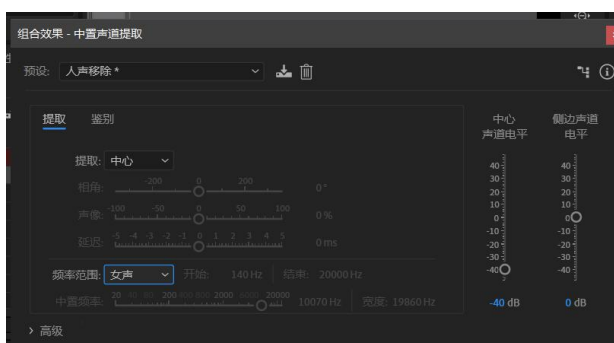 组合效果 - 中置声道提取
预设: 人声移除 *
提取 鉴别
中心 声道电平
侧边声道 电平
提取: 中心
相角: -200 0 200 0 °
声像: -100 -50 0 50 100 0 %
延迟: -5 -4 -3 -2 -1 0 1 2 3 4 5 0 ms
频率范围: 女声 开始: 140 Hz 结束: 20000 Hz
中置频率: 20 40 60 200 400 600 2000 6000 20000 10070 Hz 宽度: 19860 Hz
40 40
30 30
20 20
10 10
0 0
-10 -10
-20 -20
-30 -30
-40 -40
-40 dB 0 dB
高级